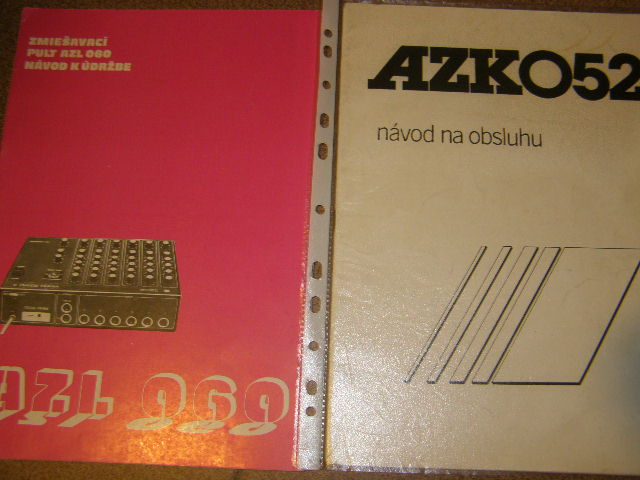 ZMIEŠAVACÍ
PULT AZL 060
NÁVOD K ÚDRŽBE
AZL 060
AZK052
návod na obsluhu